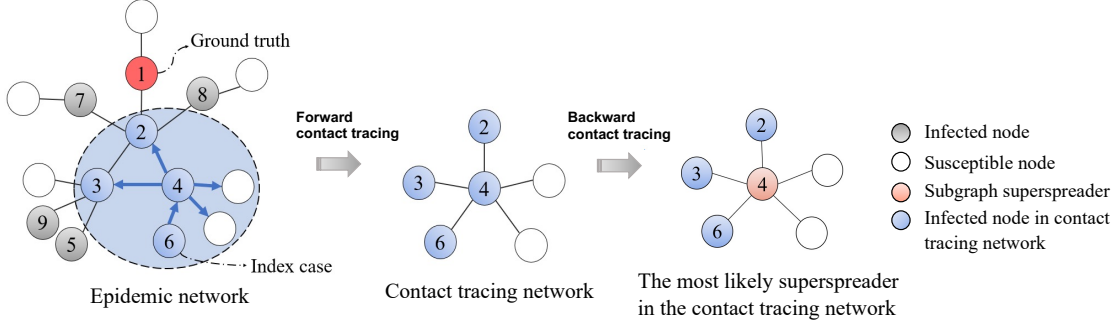 Ground truth
1
8
7
2
3
4
9
5
6
Index case
Epidemic network
Forward
contact tracing
2
3
4
6
Contact tracing network
Backward
contact tracing
2
3
4
6
The most likely superspreader
in the contact tracing network
Infected node
Susceptible node
Subgraph superspreader
Infected node in contact
tracing network